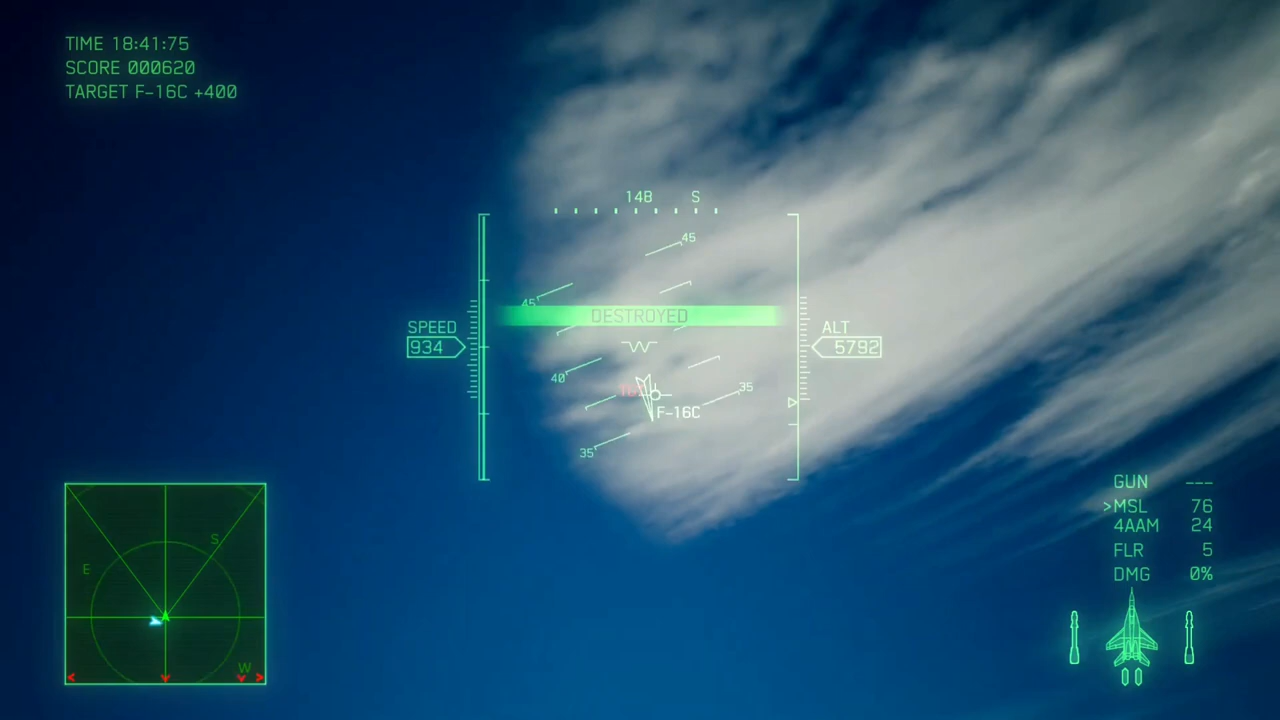 TIME 18:41:75
SCORE 000620
TARGET F-16C +400
14B S
45
45
DESTROYED
SPEED
934
ALT
5792
40
35
F-16C
35
GUN ---
>MSL 76
4AAM 24
FLR 5
DMG 0%
S
E
W